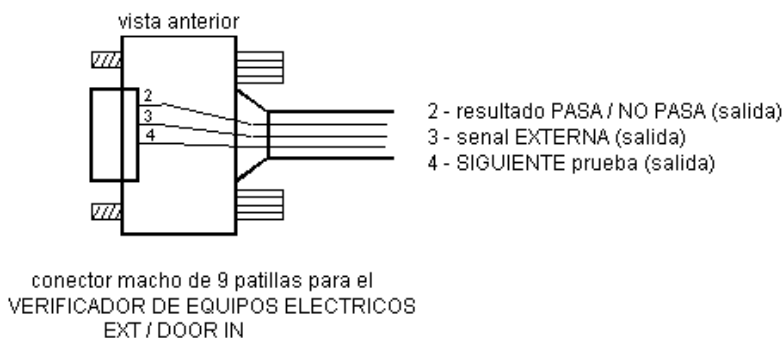 vista anterior
2
3
4
2 - resultado PASA / NO PASA (salida)
3 - senal EXTERNA (salida)
4 - SIGUIENTE prueba (salida)
conector macho de 9 patillas para el
VERIFICADOR DE EQUIPOS ELECTRICOS
EXT / DOOR IN